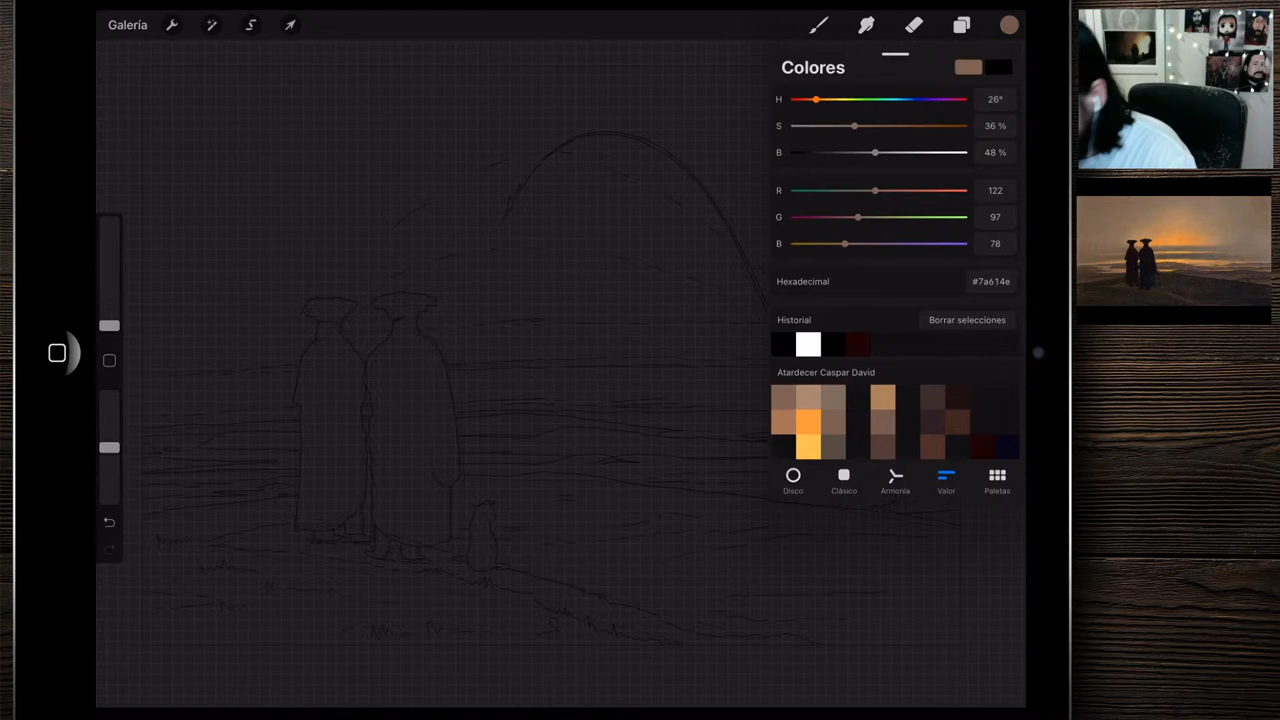 Galería
Colores
H 26°
S 36 %
B 48 %
R 122
G 97
B 78
Hexadecimal #7a614e
Historial Borrar selecciones
Atardecer Caspar David
Disco Clásico Armonía Valor Paletas